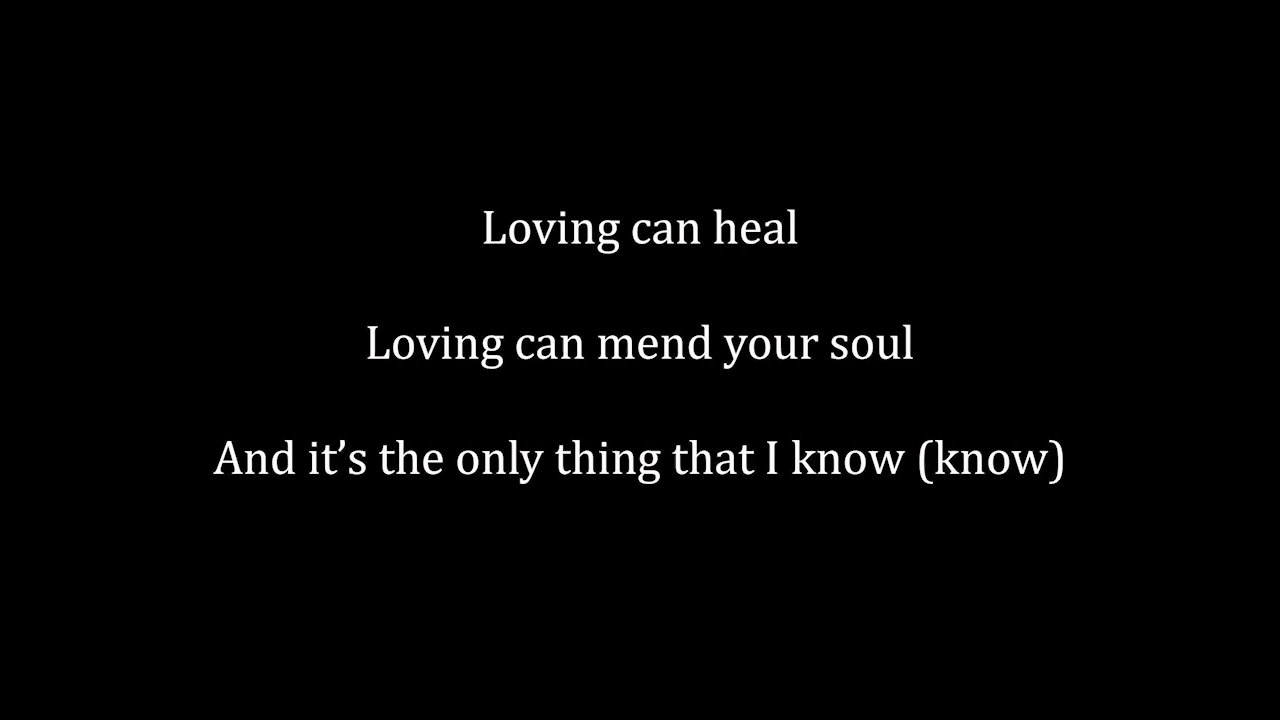 Loving can heal
Loving can mend your soul
And it’s the only thing that I know (know)